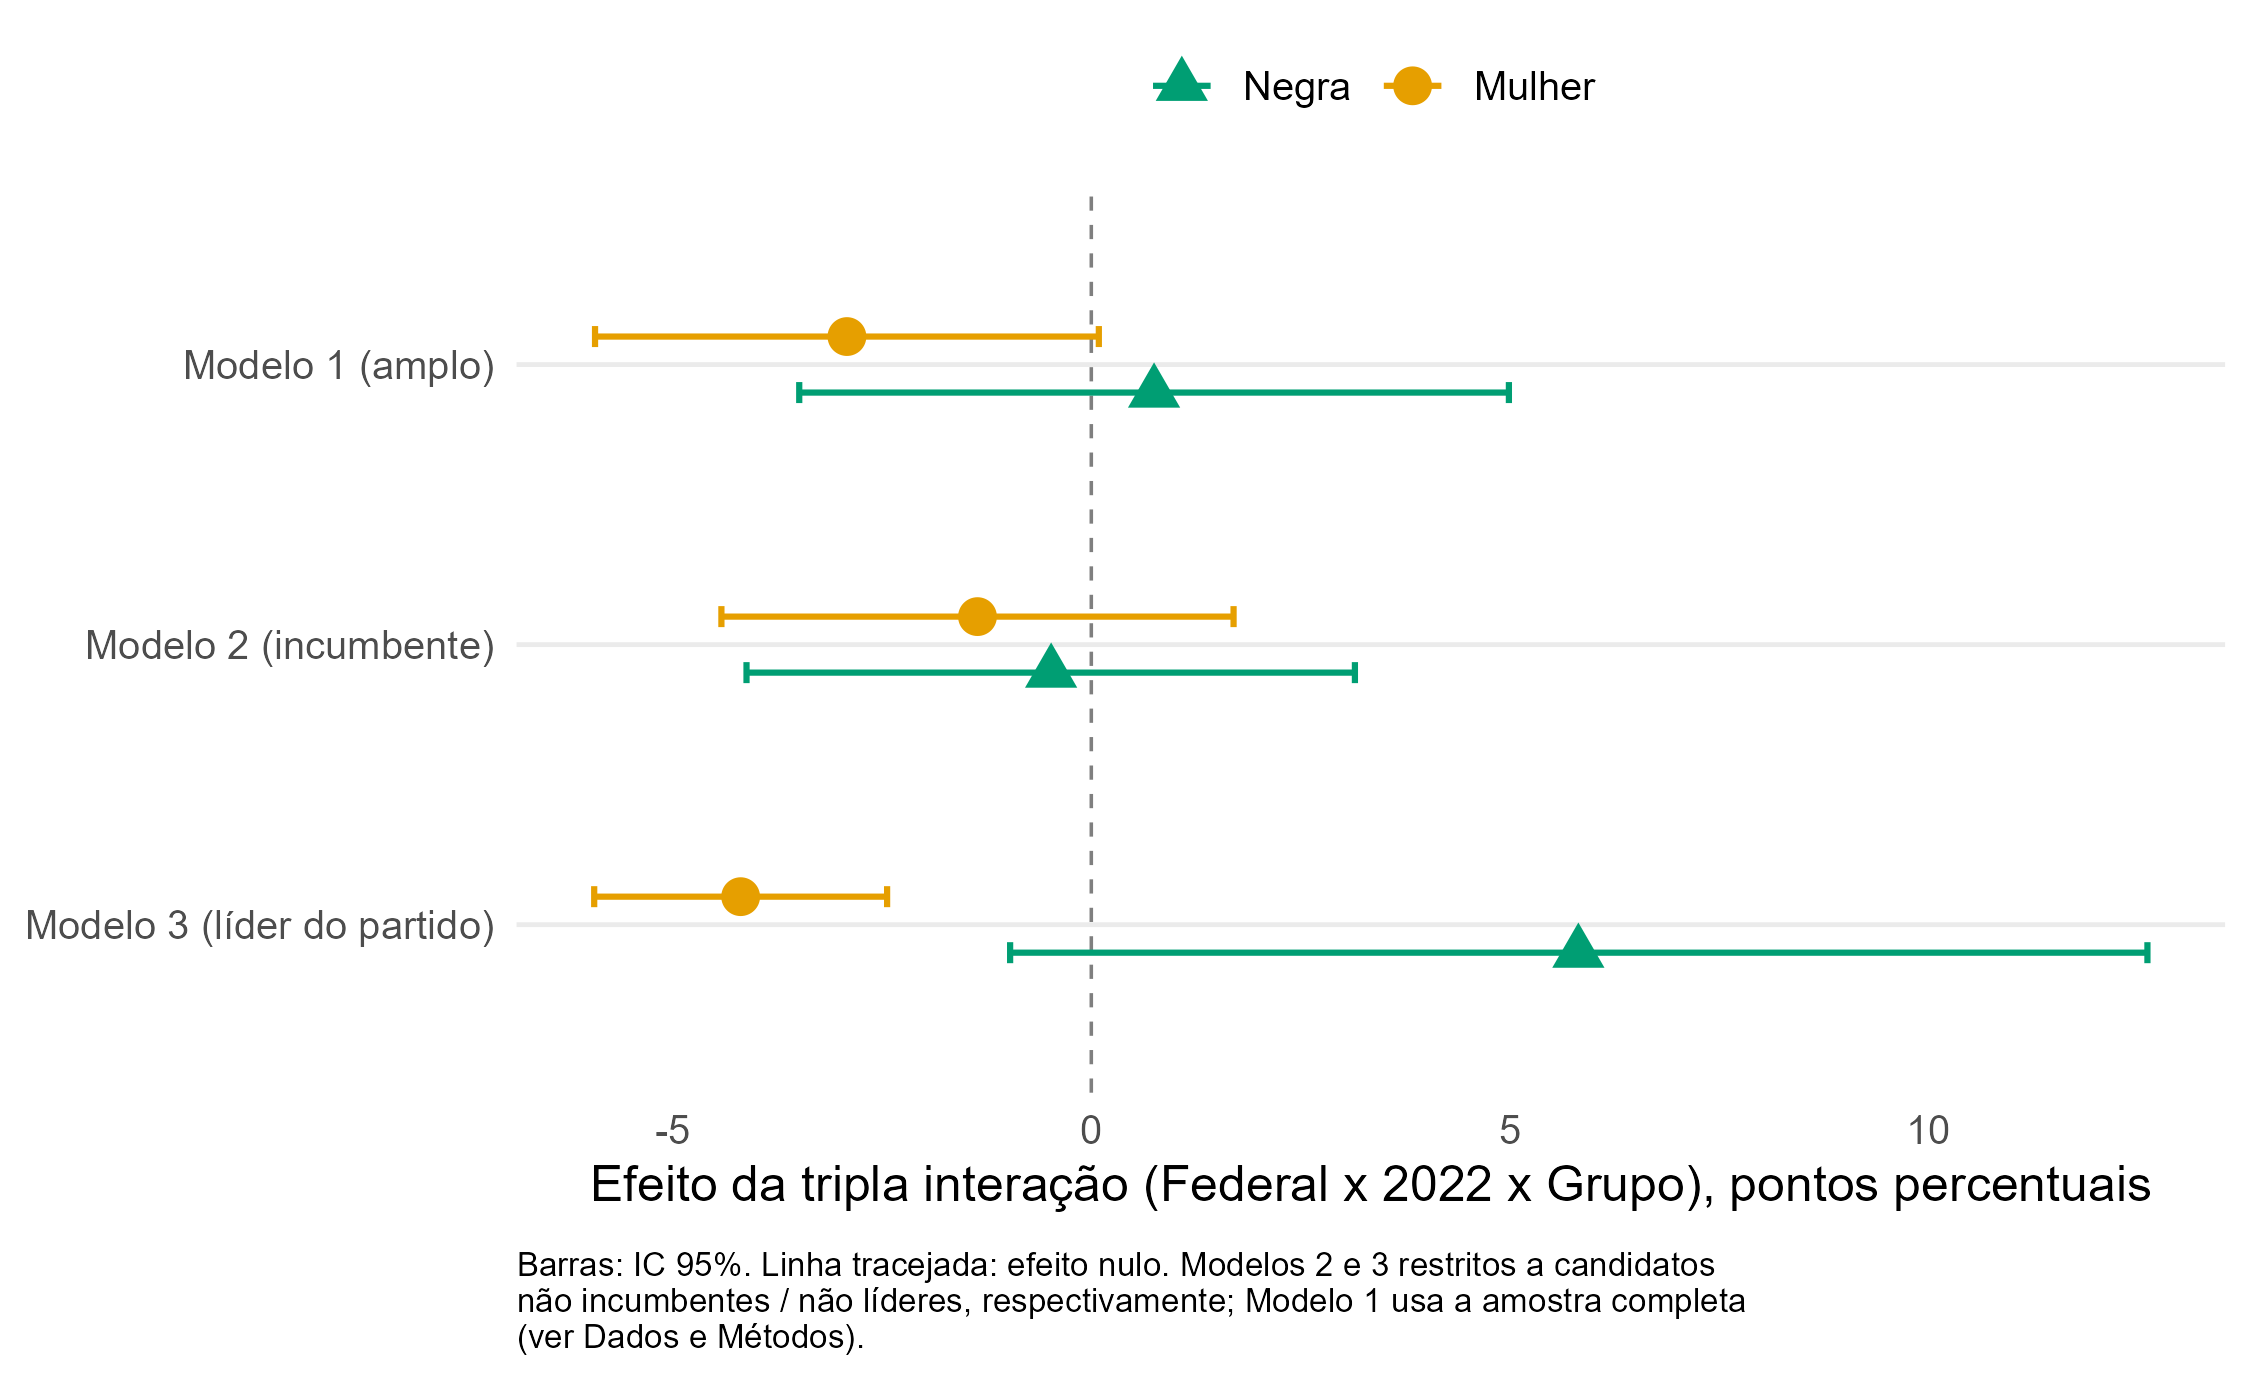 Negra Mulher
Modelo 1 (amplo)
Modelo 2 (incumbente)
Modelo 3 (líder do partido)
-5 0 5 10
Efeito da tripla interação (Federal x 2022 x Grupo), pontos percentuais
Barras: IC 95%. Linha tracejada: efeito nulo. Modelos 2 e 3 restritos a candidatos
não incumbentes / não líderes, respectivamente; Modelo 1 usa a amostra completa
(ver Dados e Métodos).